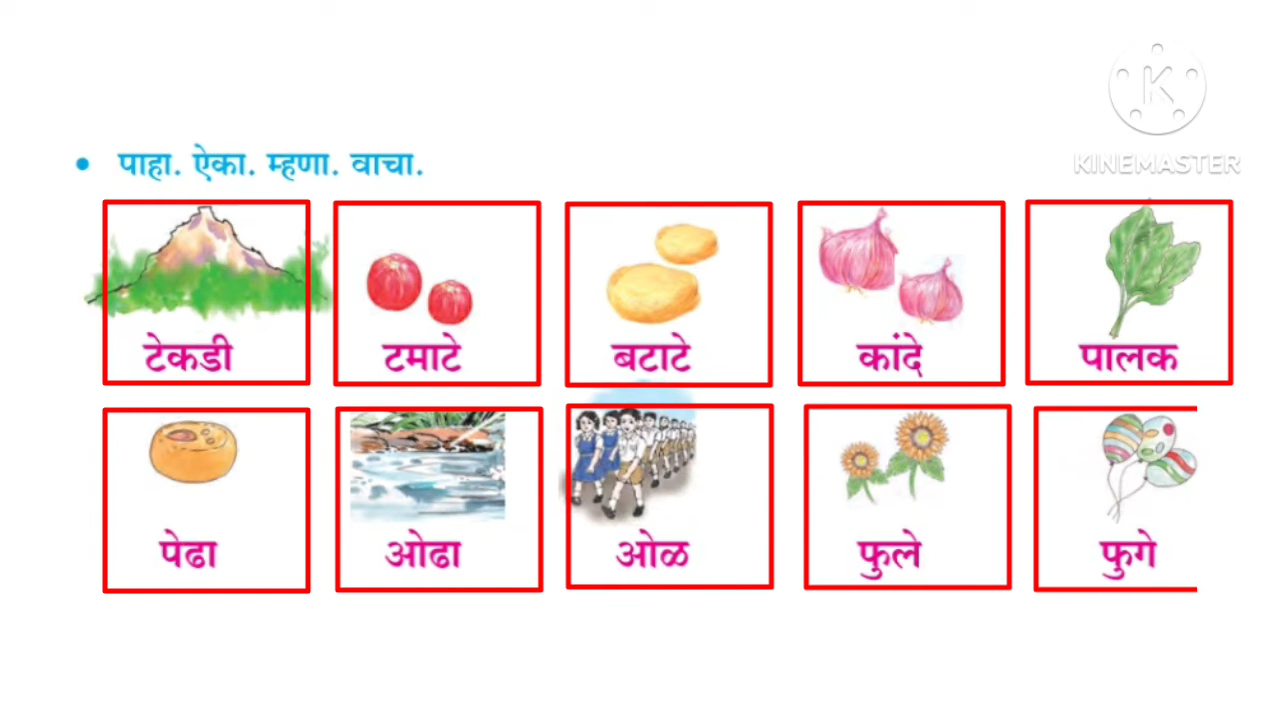 KINEMASTER
• पाहा. ऐका. म्हणा. वाचा.
टेकडी टमाटे बटाटे कांदे पालक
पेढा ओढा ओळ फुले फुगे